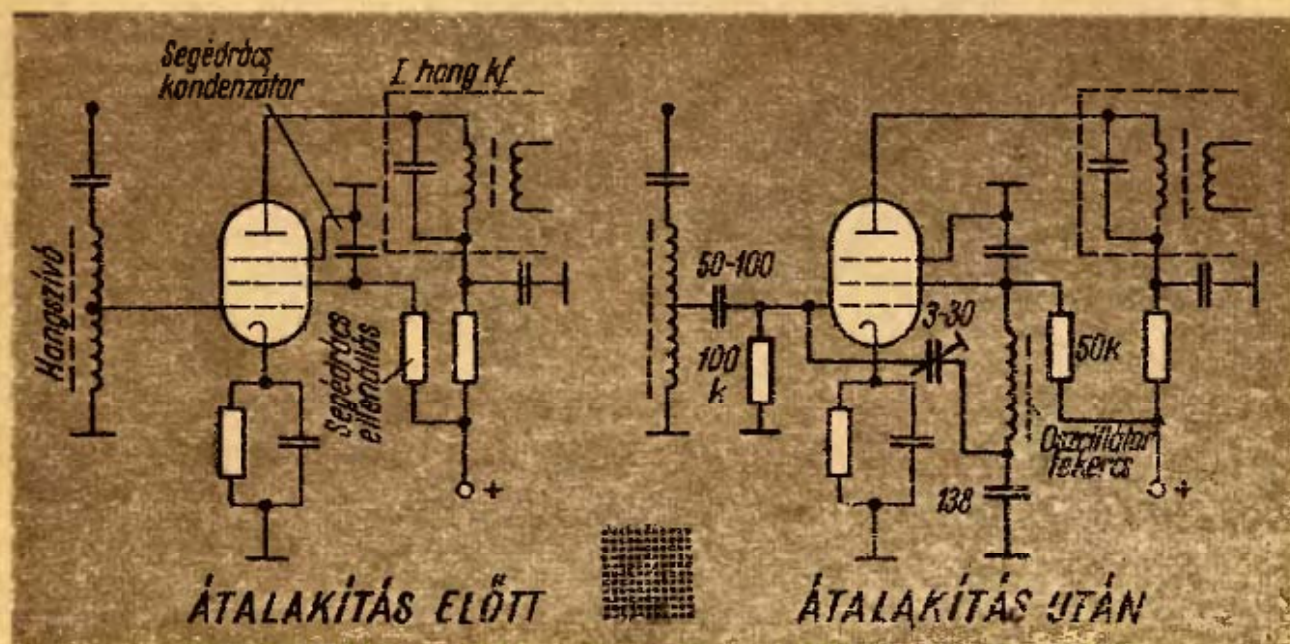 Segédrács
kondenzátor
I. hang kf.
Hangszívó
Segédrács
ellenállás
+
50-100
100
k
3-30
50k
Oszcillátor
tekercs
138
+
ÁTALAKÍTÁS ELŐTT
ÁTALAKÍTÁS UTÁN